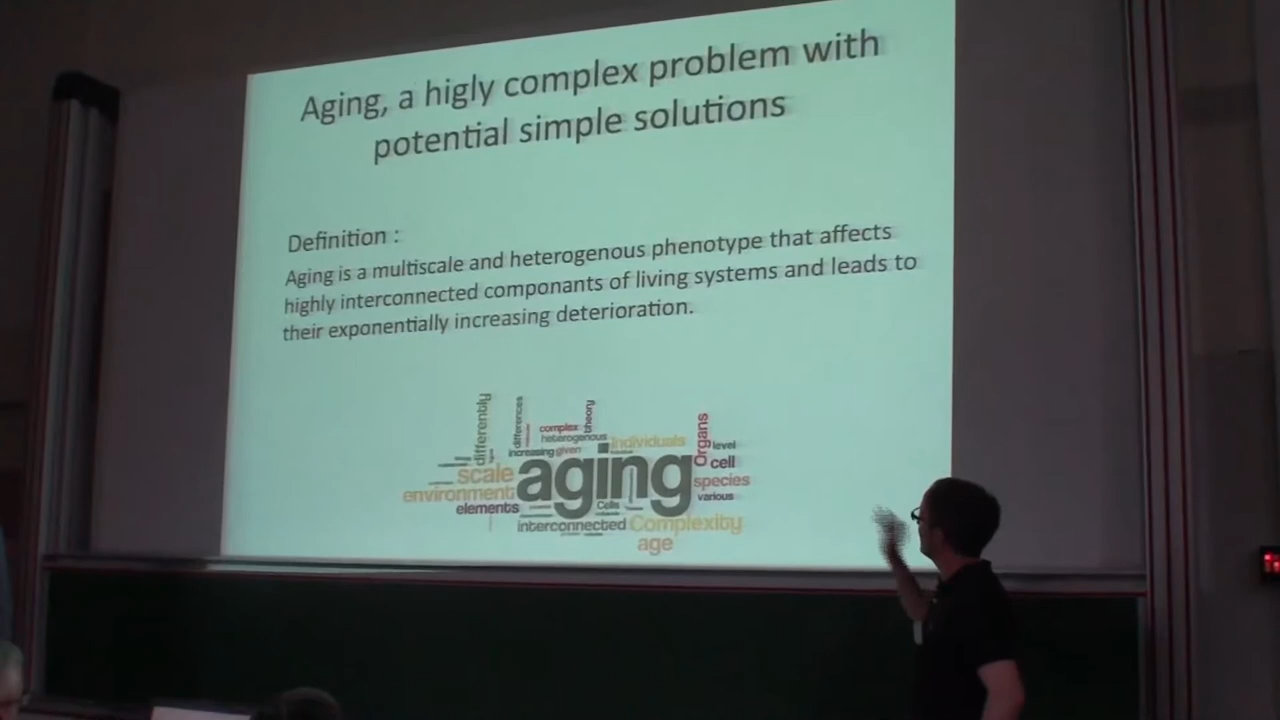 Aging, a higly complex problem with
potential simple solutions
Definition :
Aging is a multiscale and heterogenous phenotype that affects
highly interconnected componants of living systems and leads to
their exponentially increasing deterioration.
differently
differences
complex
theory
heterogenous
individuals
increasing given
Organs
level
scale
aging
cell
environment
species
elements
Cells
various
interconnected
Complexity
age